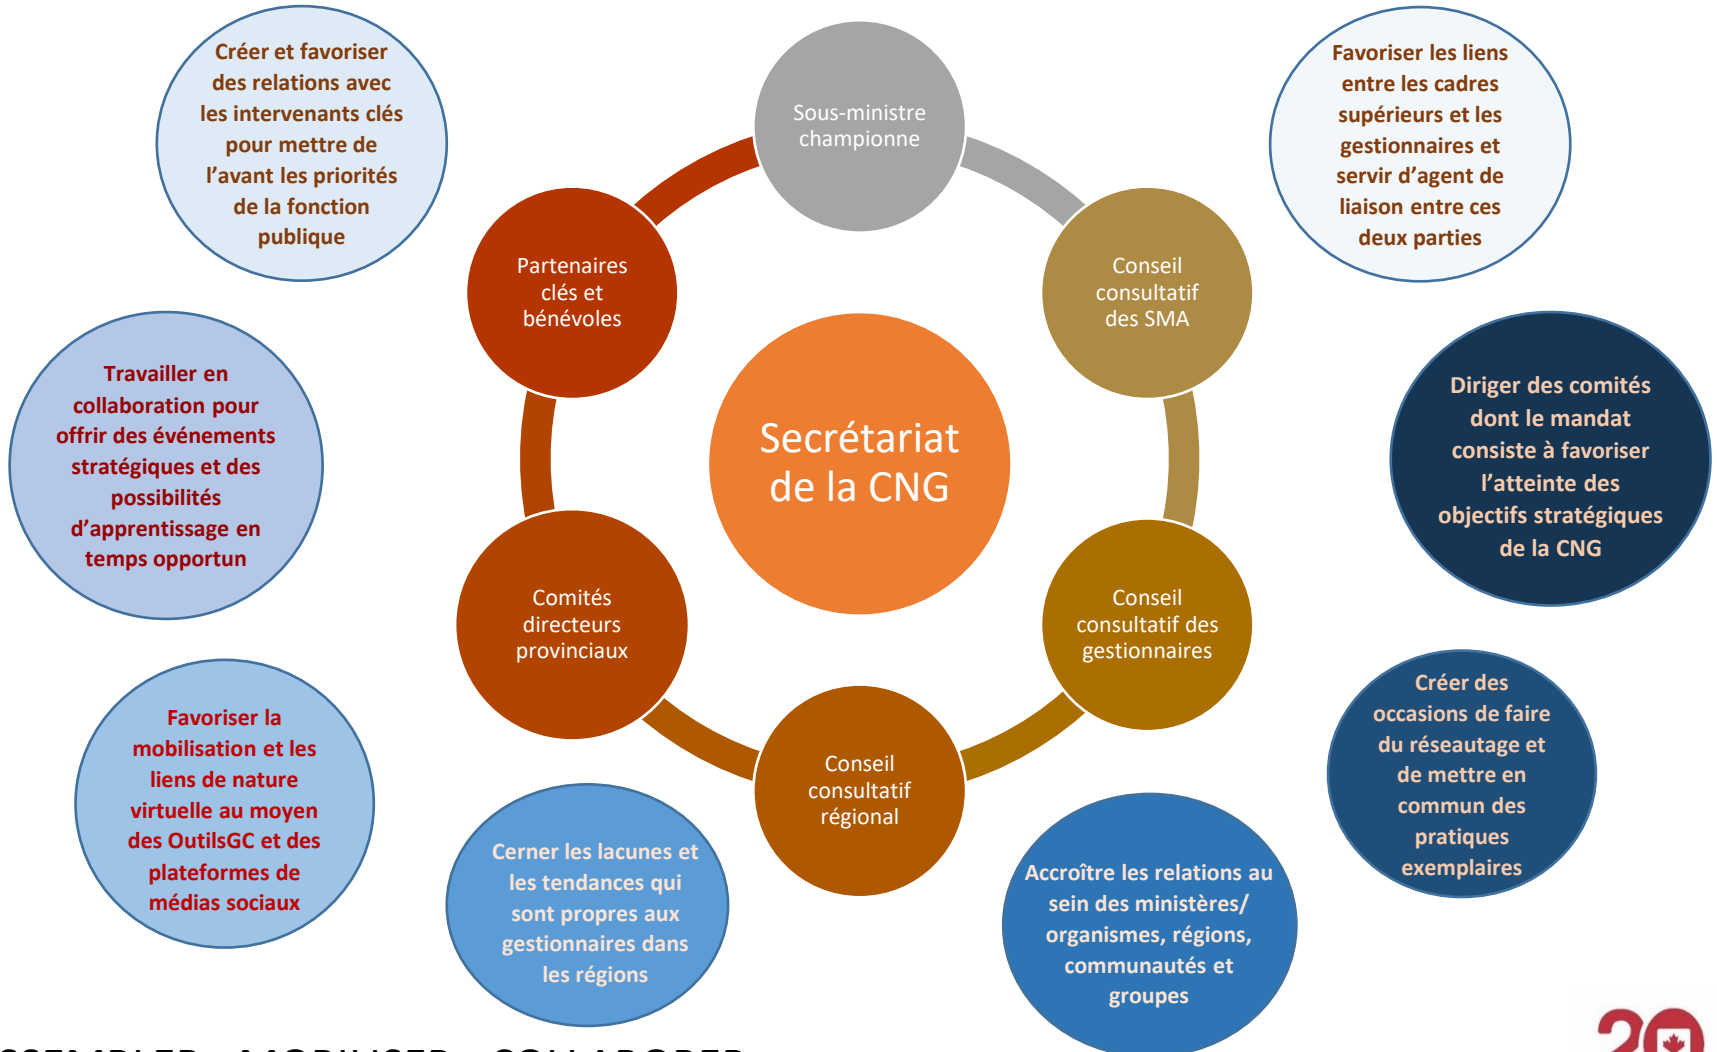 Créer et favoriser
des relations avec
les intervenants clés
pour mettre de
l’avant les priorités
de la fonction
publique
Sous-ministre
championne
Favoriser les liens
entre les cadres
supérieurs et les
gestionnaires et
servir d’agent de
liaison entre ces
deux parties
Partenaires
clés et
bénévoles
Conseil
consultatif
des SMA
Travailler en
collaboration pour
offrir des événements
stratégiques et des
possibilités
d’apprentissage en
temps opportun
Secrétariat
de la CNG
Diriger des comités
dont le mandat
consiste à favoriser
l’atteinte des
objectifs stratégiques
de la CNG
Comités
directeurs
provinciaux
Conseil
consultatif des
gestionnaires
Favoriser la
mobilisation et les
liens de nature
virtuelle au moyen
des OutilsGC et des
plateformes de
médias sociaux
Conseil
consultatif
régional
Créer des
occasions de faire
du réseautage et
de mettre en
commun des
pratiques
exemplaires
Cerner les lacunes et
les tendances qui
sont propres aux
gestionnaires dans
les régions
Accroître les relations au
sein des ministères/
organismes, régions,
communautés et
groupes
20